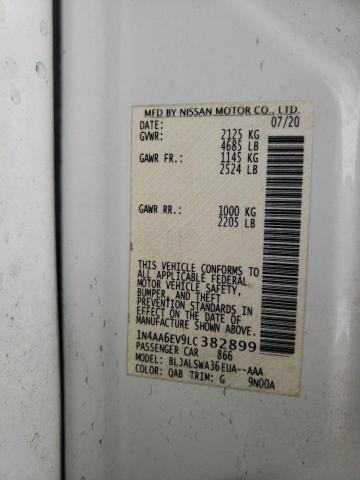 MFD BY NISSAN MOTOR CO., LTD.
DATE: 07/20
GVWR: 2125 KG
4685 LB
GAWR FR.: 1145 KG
2524 LB
GAWR RR.: 1000 KG
2205 LB
THIS VEHICLE CONFORMS TO
ALL APPLICABLE FEDERAL
MOTOR VEHICLE SAFETY,
BUMPER, AND THEFT
PREVENTION STANDARDS IN
EFFECT ON THE DATE OF
MANUFACTURE SHOWN ABOVE.
1N4AA6EV9LC382899
PASSENGER CAR 866
MODEL: BLJALSWA36EUA--AAA
COLOR: QAB TRIM: G 9N00A